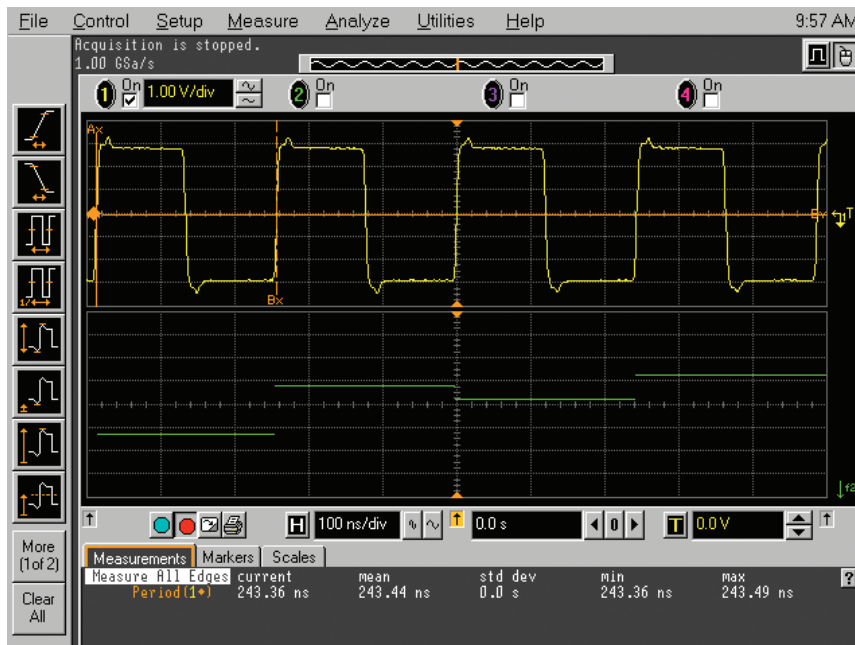 File Control Setup Measure Analyze Utilities Help 9:57 AM
Acquisition is stopped.
1.00 GSa/s
1 On 1.00 V/div 2 On 3 On 4 On
Ax
T
Bx
H 100 ns/div 0.0 s 0 T 0.0 V
More
(1of 2)
Clear
All
Measurements Markers Scales
Measure All Edges current mean std dev min max ?
Period(1♦) 243.36 ns 243.44 ns 0.0 s 243.36 ns 243.49 ns